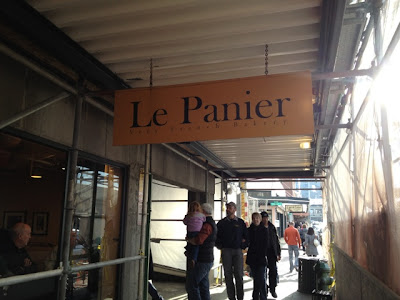 Le Panier
Very French Bakery